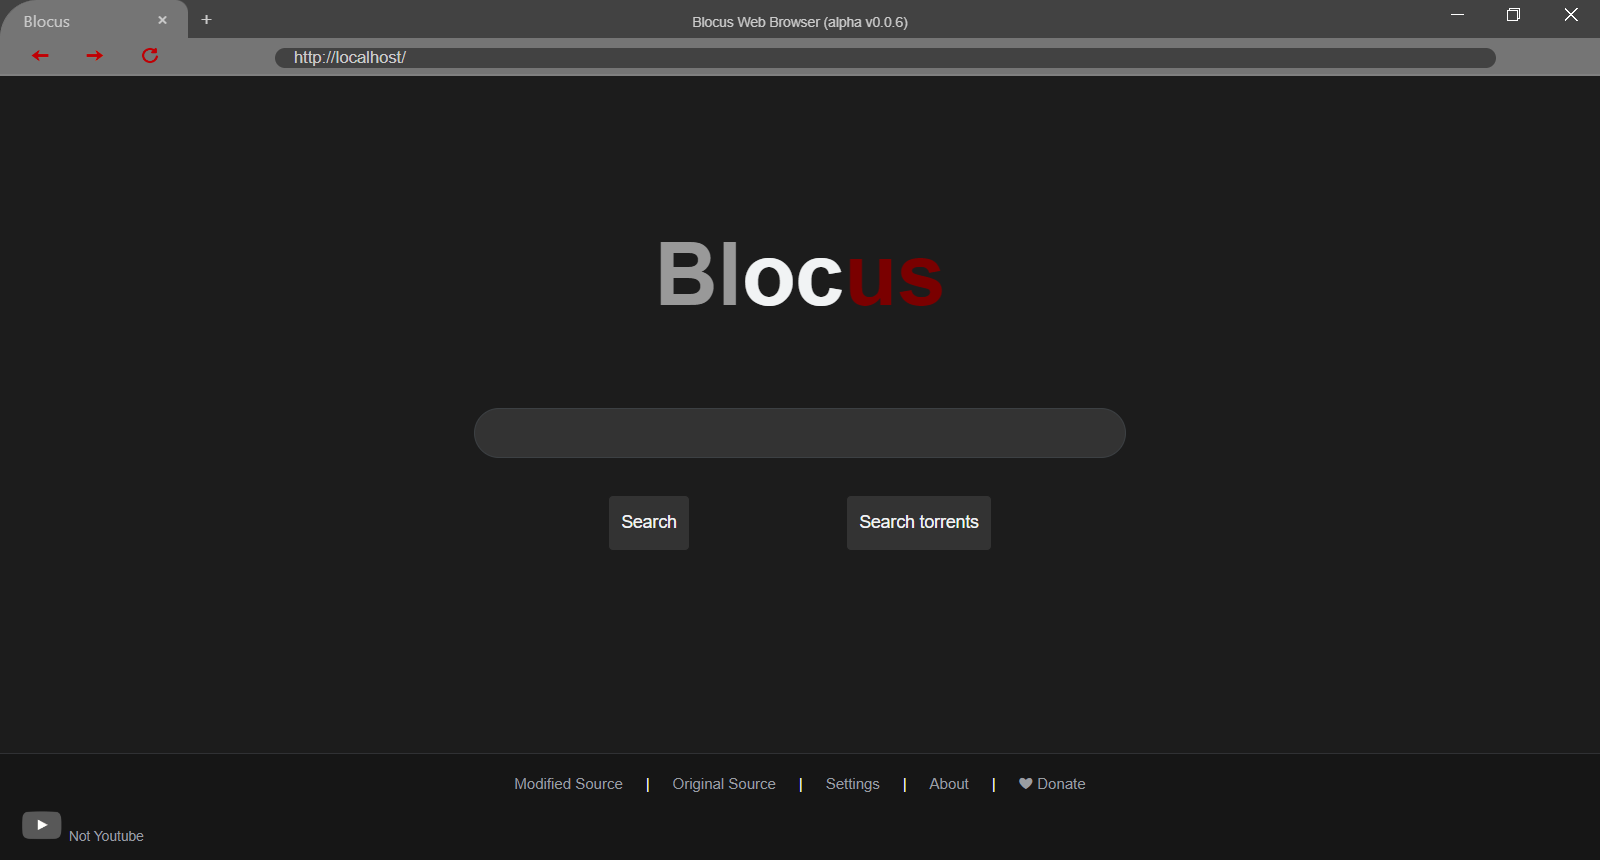 Blocus
Blocus Web Browser (alpha v0.0.6)
http://localhost/
Blocus
Search
Search torrents
Modified Source | Original Source | Settings | About | Donate
Not Youtube